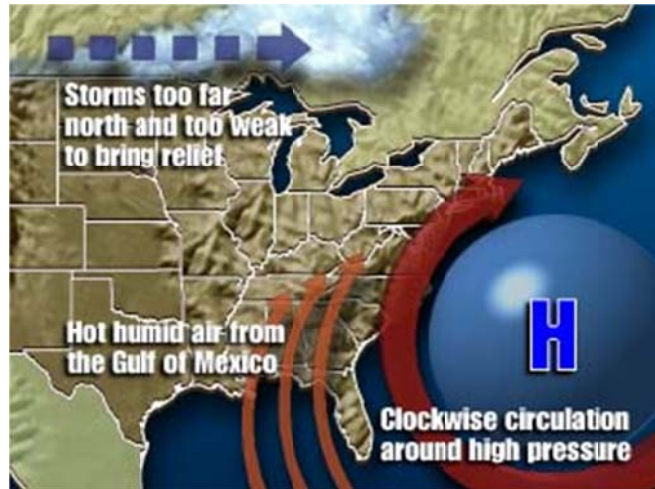 Storms too far
north and too weak
to bring relief
Hot humid air from
the Gulf of Mexico
H
Clockwise circulation
around high pressure